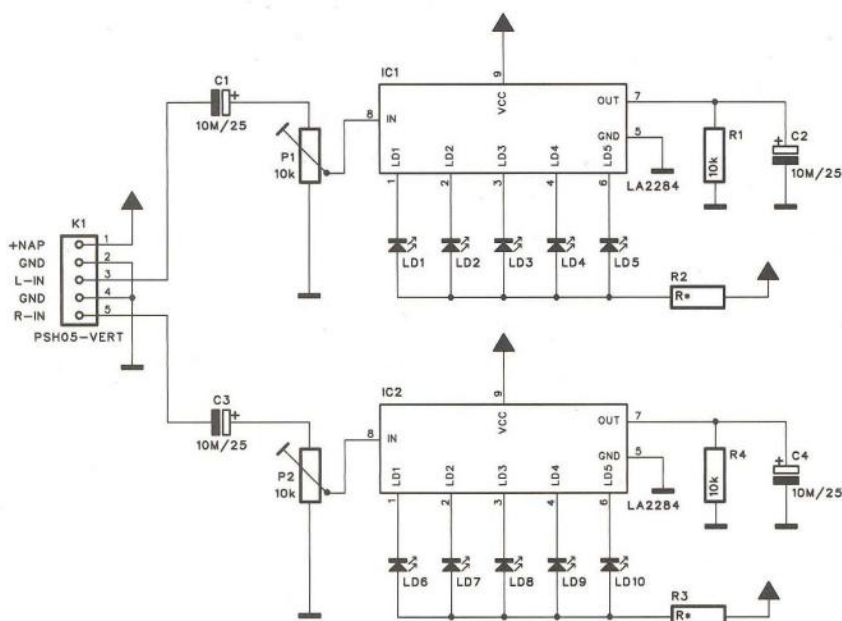 C1
10M/25
P1
10k
IC1
9
VCC
8
IN
OUT
7
GND
5
LD1
LD2
LD3
LD4
LD5
1
2
3
4
6
LA2284
R1
10k
C2
10M/25
LD1
LD2
LD3
LD4
LD5
R2
R*
K1
+NAP
1
GND
2
L-IN
3
GND
4
R-IN
5
PSH05-VERT
C3
10M/25
P2
10k
IC2
9
VCC
8
IN
OUT
7
GND
5
LD1
LD2
LD3
LD4
LD5
1
2
3
4
6
LA2284
R4
10k
C4
10M/25
LD6
LD7
LD8
LD9
LD10
R3
R*